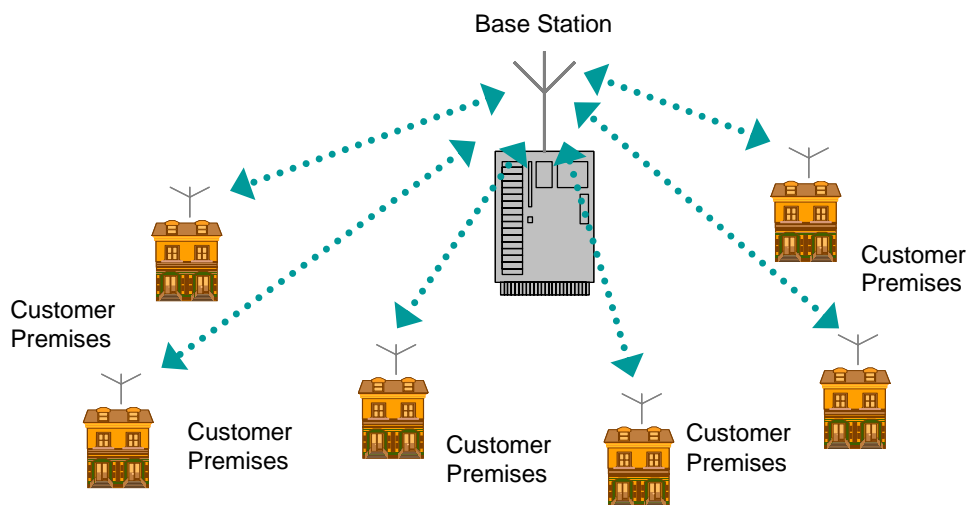 Base Station
Customer
Premises
Customer
Premises
Customer
Premises
Customer
Premises
Customer
Premises